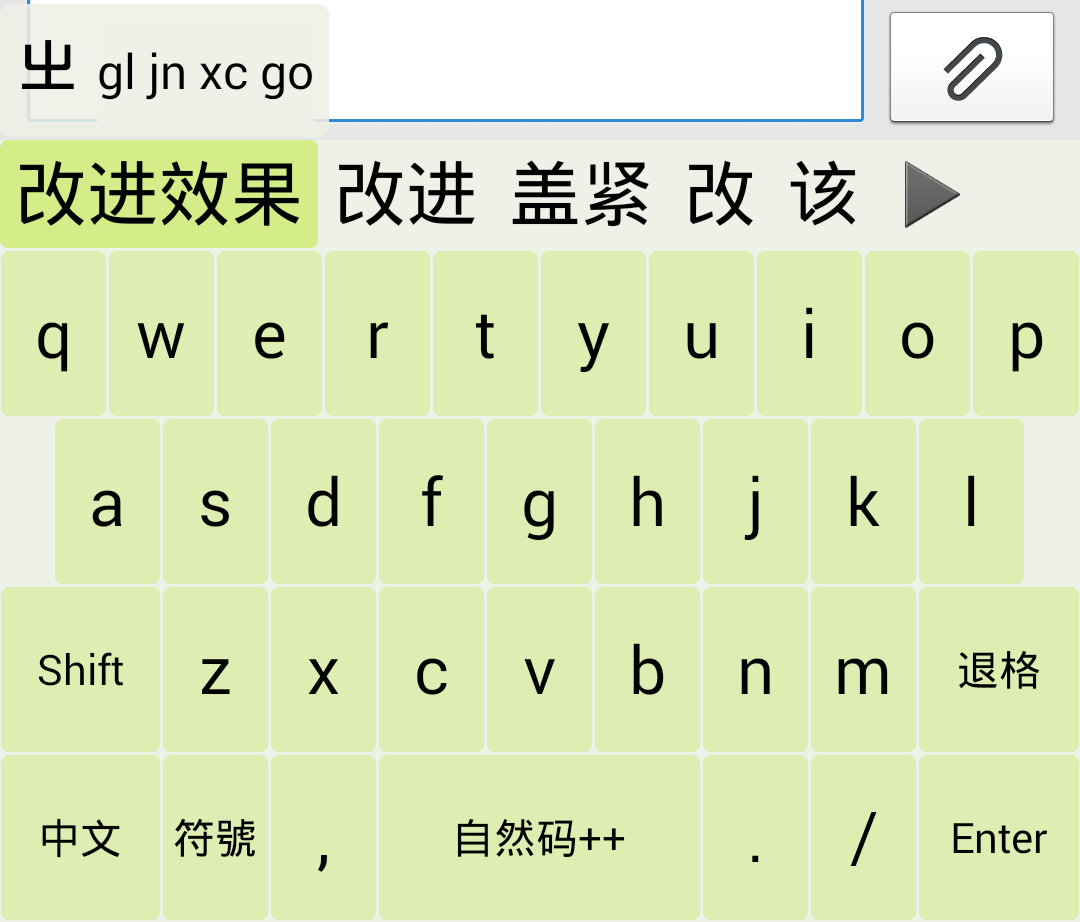 㞢 gl jn xc go
改进效果 改进 盖紧 改 该
q w e r t y u i o p
a s d f g h j k l
Shift z x c v b n m 退格
中文 符號 , 自然码++ . / Enter